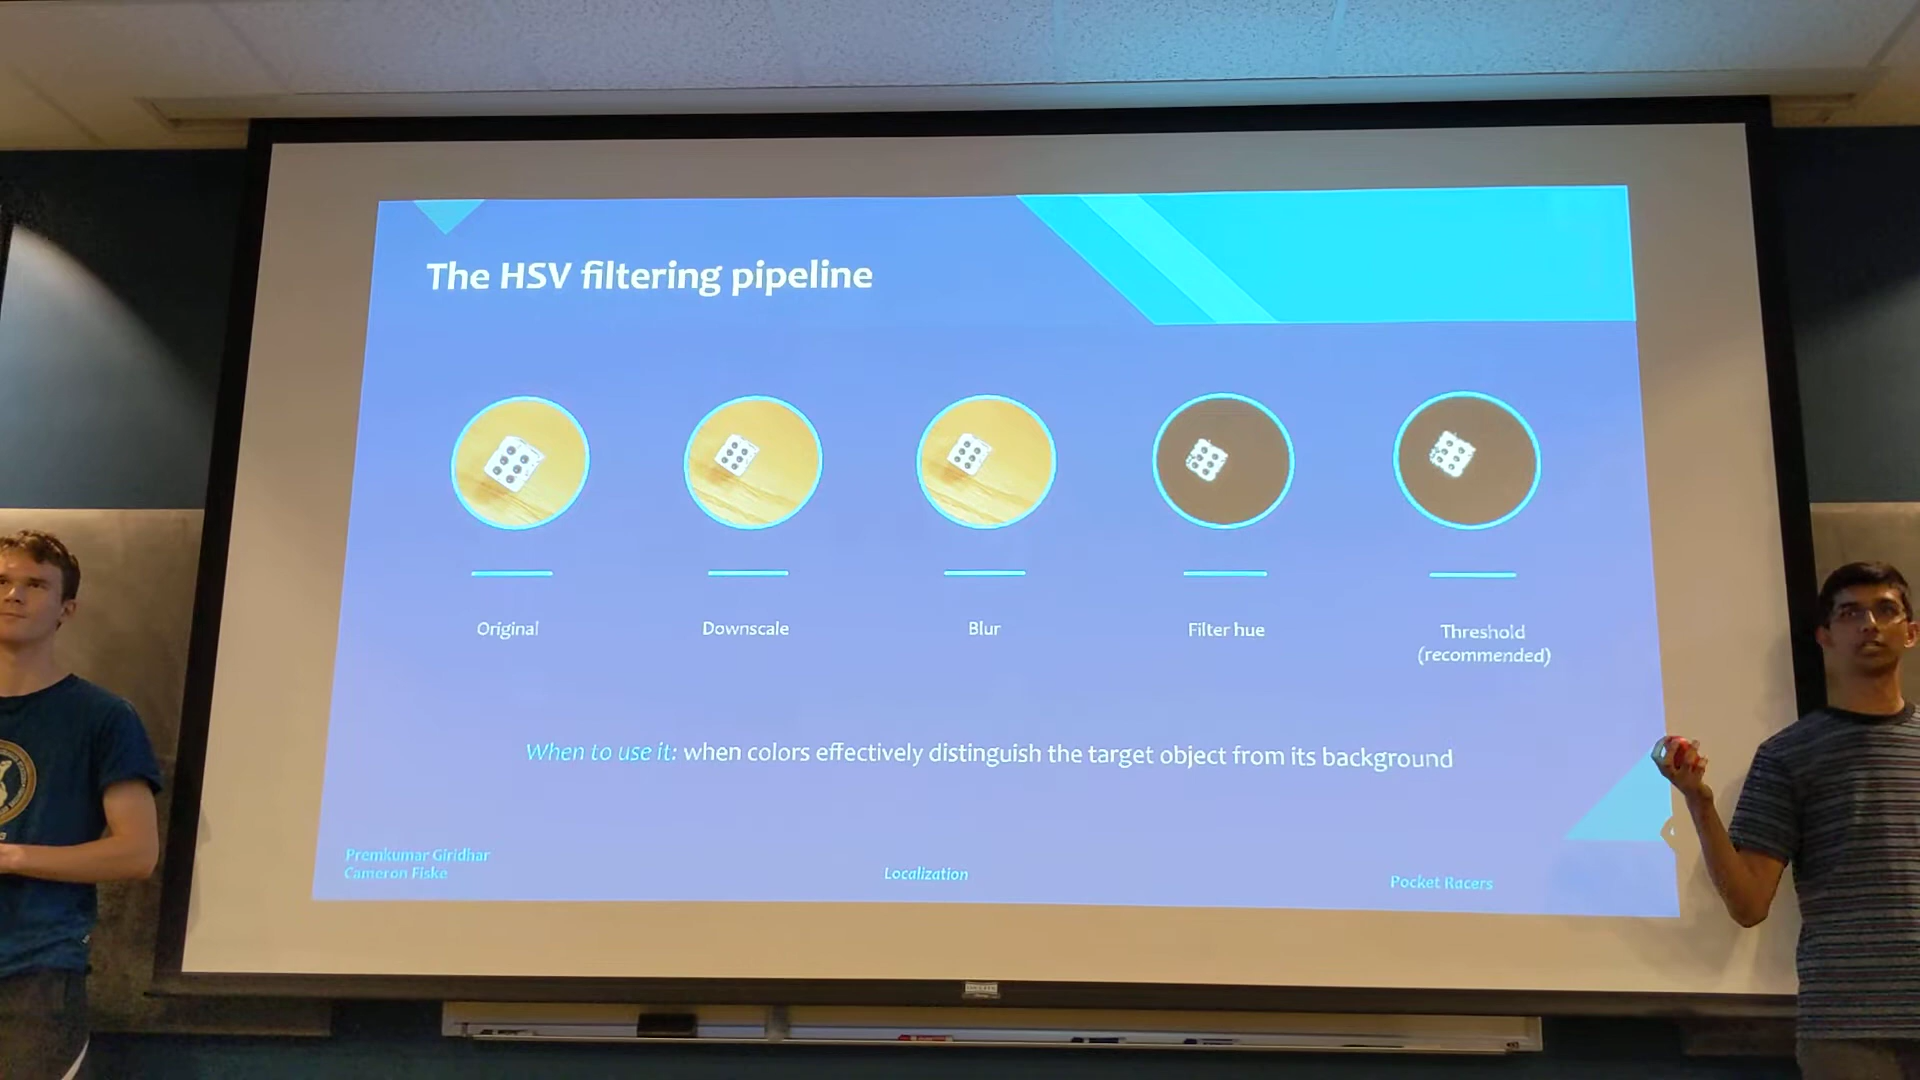 The HSV filtering pipeline
Original
Downscale
Blur
Filter hue
Threshold
(recommended)
When to use it: when colors effectively distinguish the target object from its background
Premkumar Giridhar
Cameron Fiske
Localization
Pocket Racers